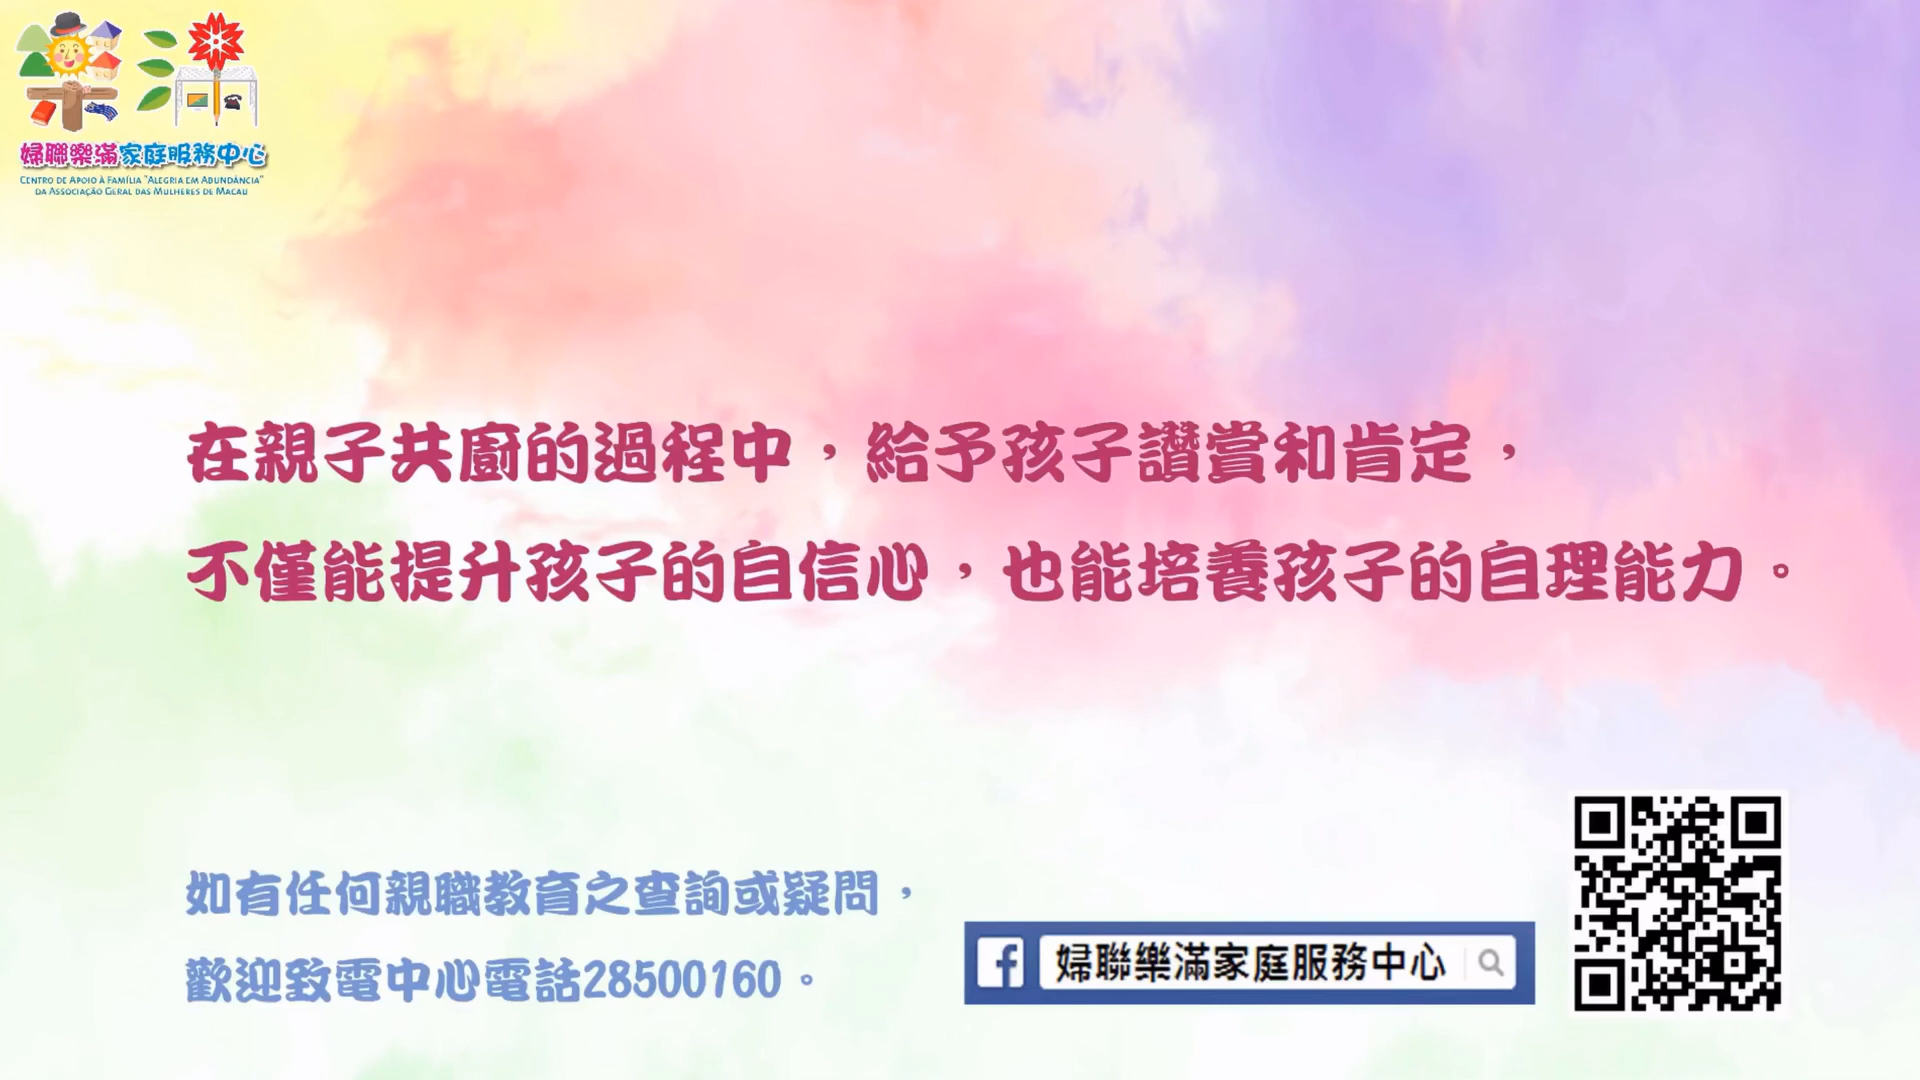 婦聯樂滿家庭服務中心
CENTRO DE APOIO À FAMÍLIA "ALEGRIA EM ABUNDÂNCIA"
DA ASSOCIAÇÃO GERAL DAS MULHERES DE MACAU
在親子共廚的過程中，給予孩子讚賞和肯定，
不僅能提升孩子的自信心，也能培養孩子的自理能力。
如有任何親職教育之查詢或疑問，
歡迎致電中心電話28500160。
婦聯樂滿家庭服務中心